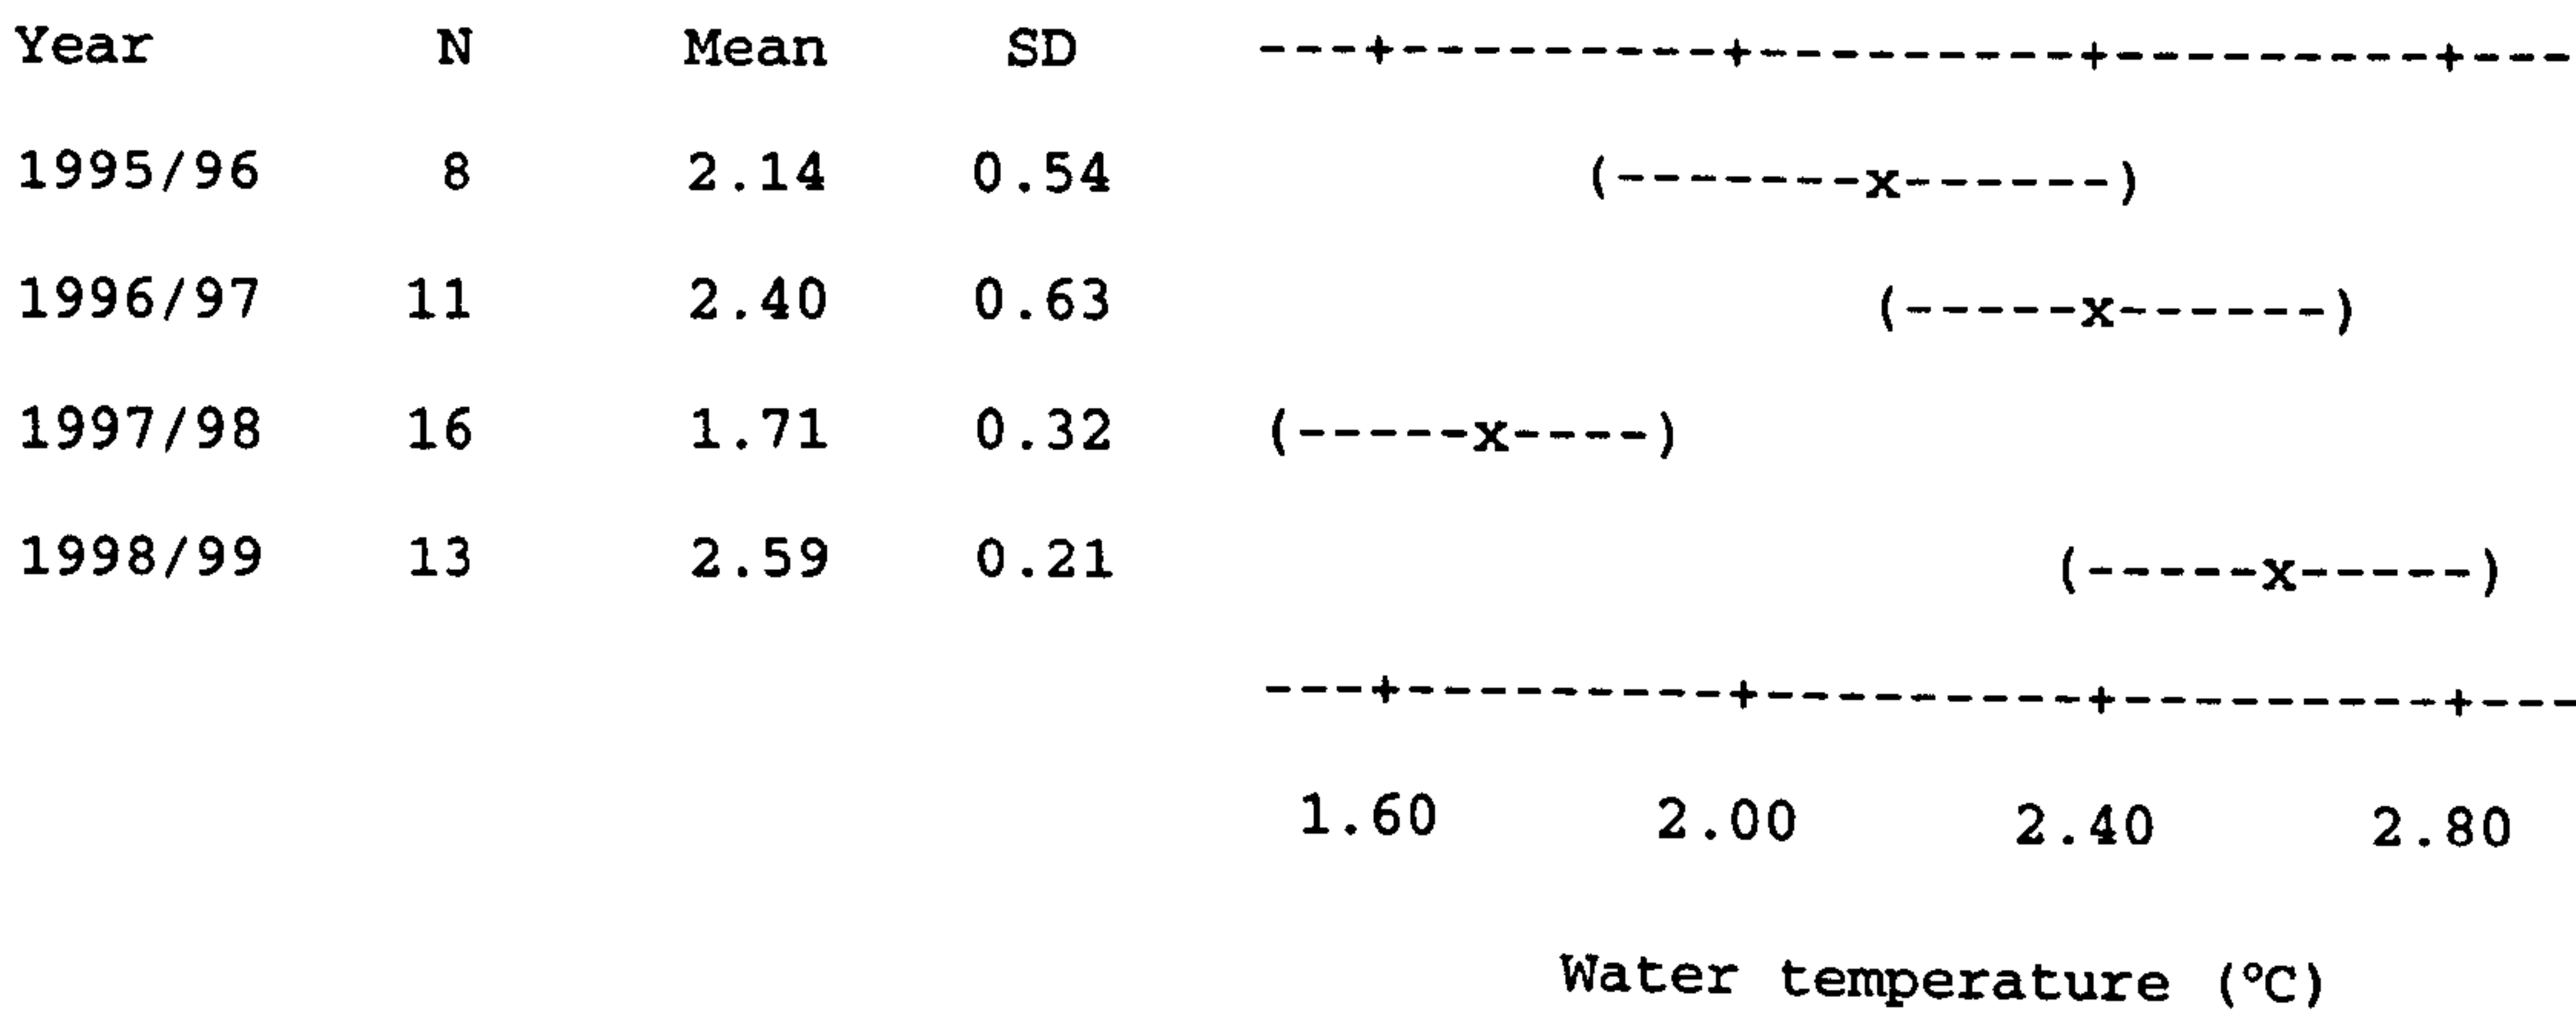 Year N Mean SD ---+---------+---------+---------+---
1995/96 8 2.14 0.54 (-------x------)
1996/97 11 2.40 0.63 (-----x------)
1997/98 16 1.71 0.32 (-----x----)
1998/99 13 2.59 0.21 (-----x-----)
---+---------+---------+---------+---
1.60 2.00 2.40 2.80
Water temperature (°C)